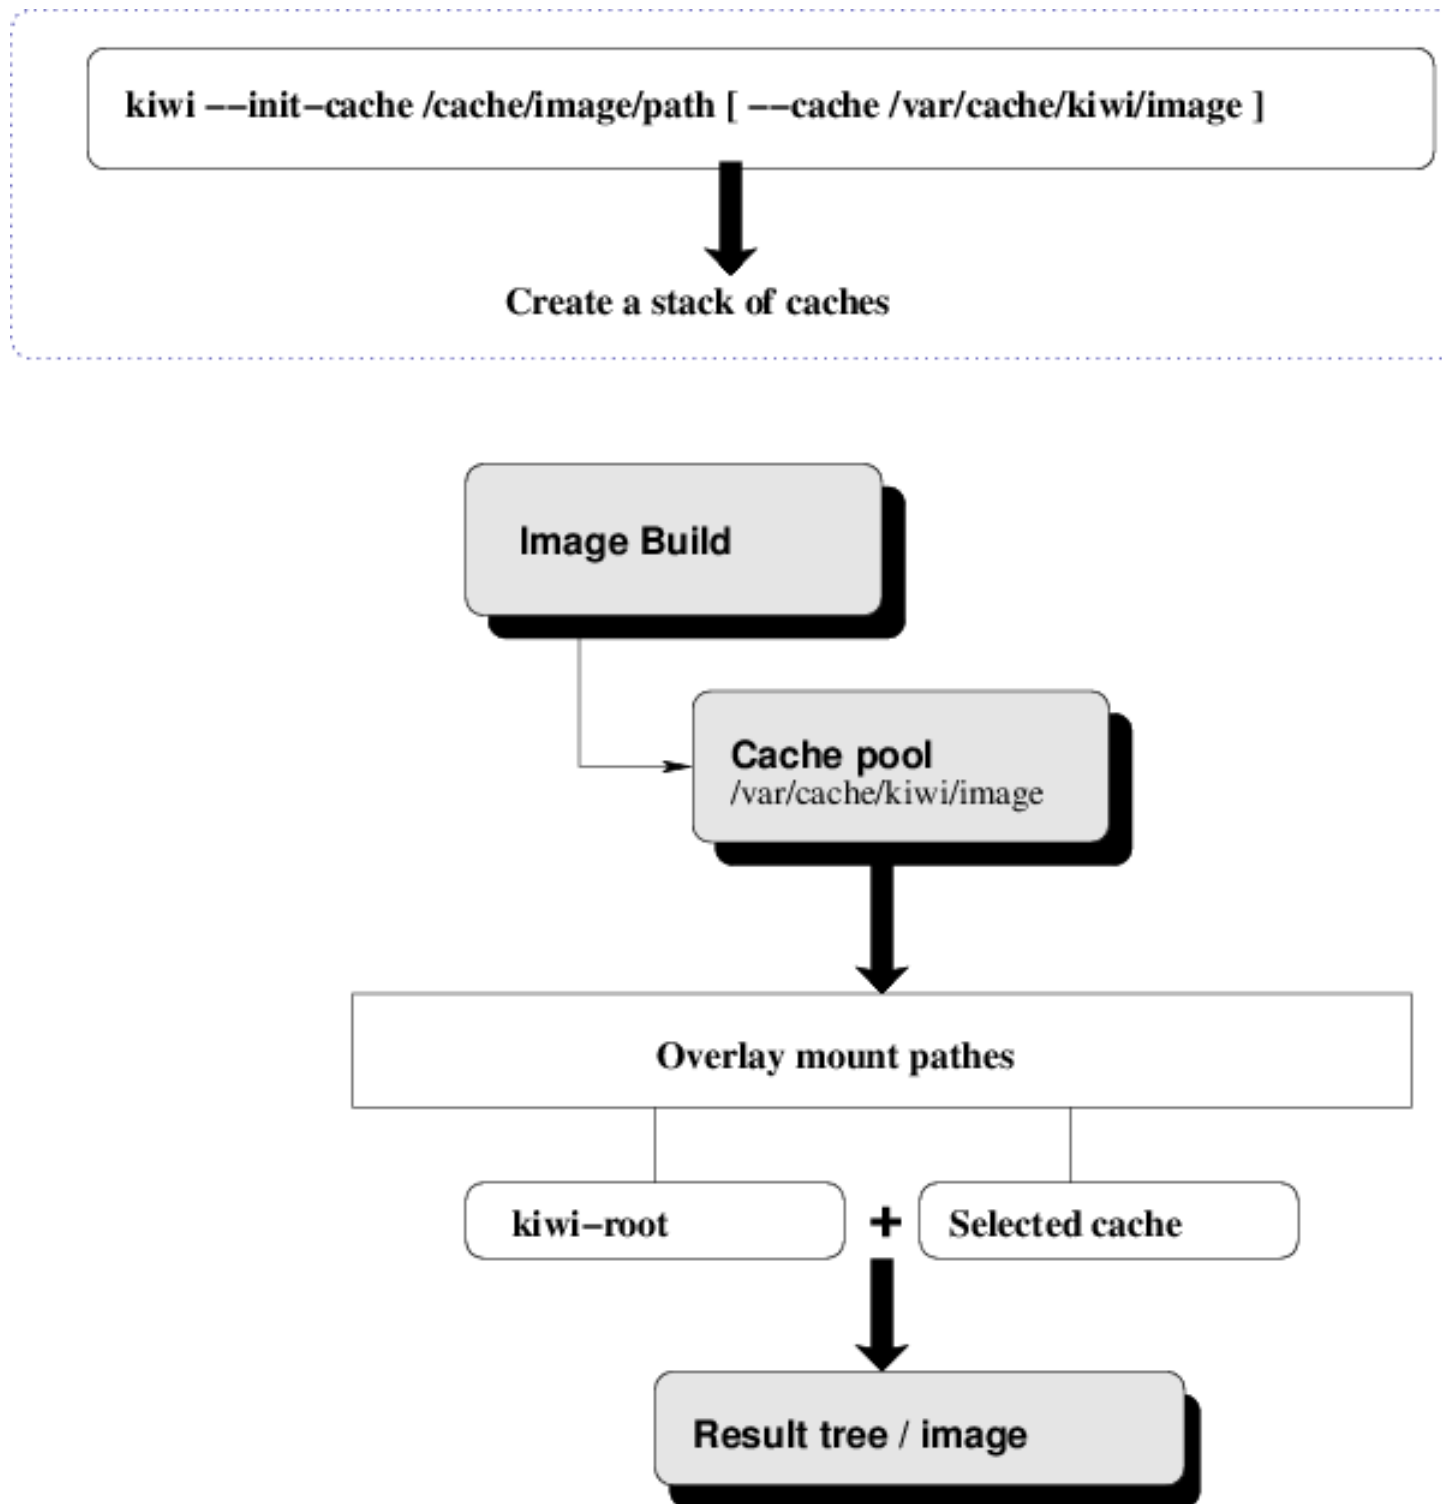 kiwi −−init−cache /cache/image/path [ −−cache /var/cache/kiwi/image ]
Create a stack of caches
Image Build
Cache pool
/var/cache/kiwi/image
Overlay mount pathes
kiwi−root
+
Selected cache
Result tree / image